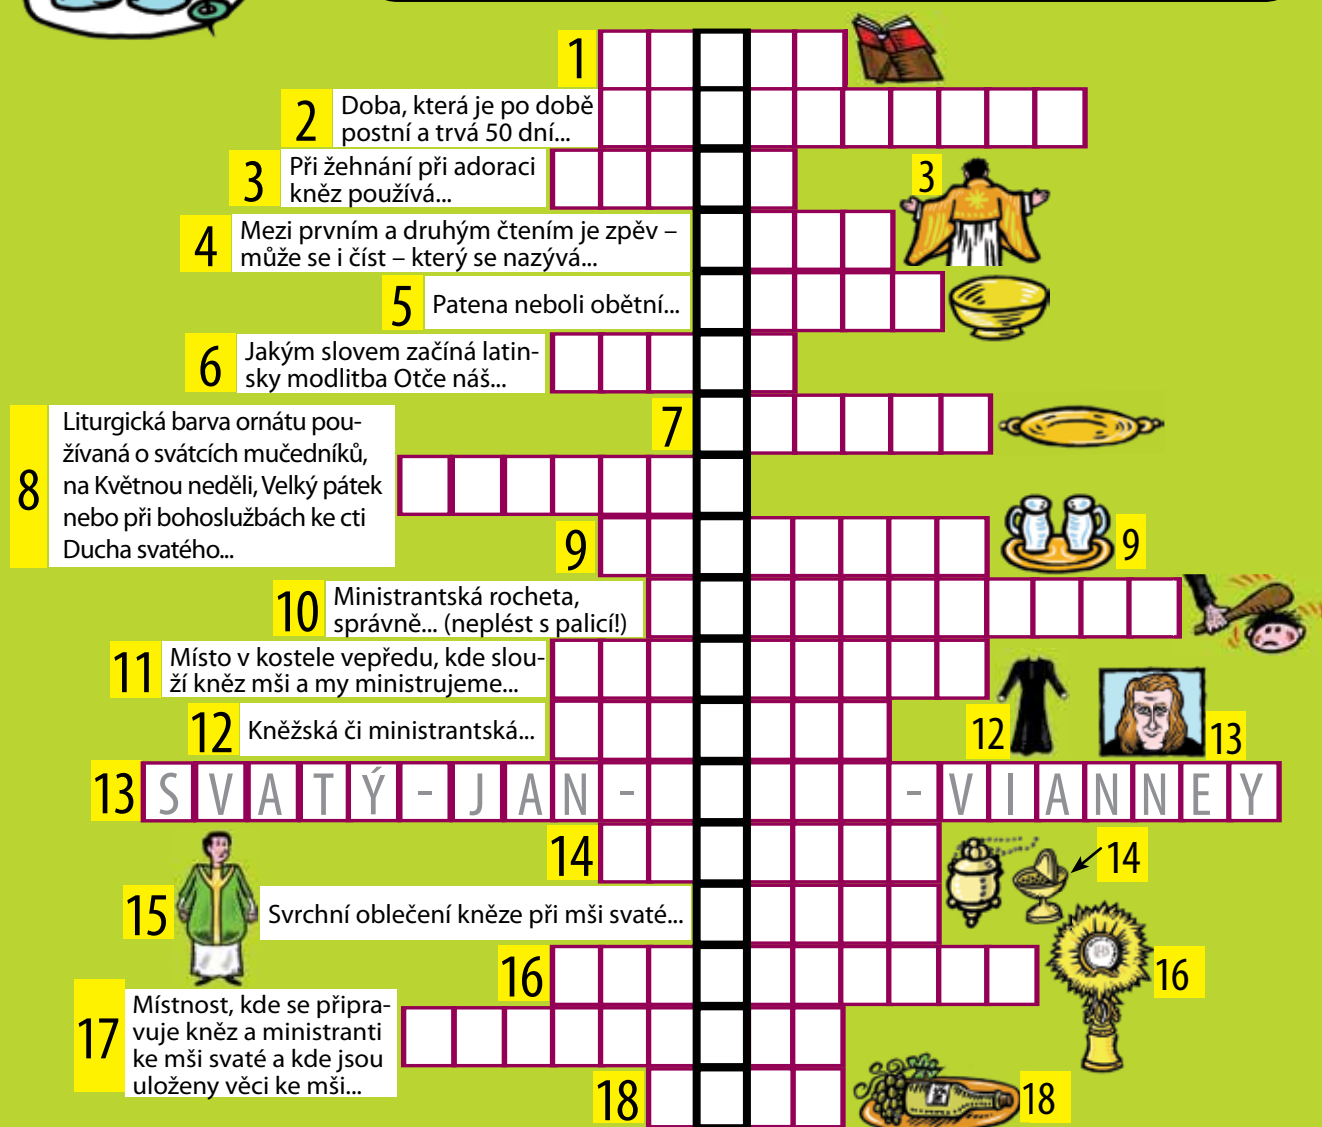 1
2 Doba, která je po době
postní a trvá 50 dní...
3 Při žehnání při adoraci
kněz používá...
3
4 Mezi prvním a druhým čtením je zpěv –
může se i číst – který se nazývá...
5 Patena neboli obětní...
6 Jakým slovem začíná latin-
sky modlitba Otče náš...
7
8 Liturgická barva ornátu pou-
žívaná o svátcích mučedníků,
na Květnou neděli, Velký pátek
nebo při bohoslužbách ke cti
Ducha svatého...
9
9
10 Ministrantská rocheta,
správně... (neplést s palicí!)
11 Místo v kostele vepředu, kde slou-
ží kněz mši a my ministrujeme...
12 Kněžská či ministrantská...
12
13
13 SVATÝ-JAN- -VIANNEY
14
14
15 Svrchní oblečení kněze při mši svaté...
16
16
17 Místnost, kde se připra-
vuje kněz a ministranti
ke mši svaté a kde jsou
uloženy věci ke mši...
18
18